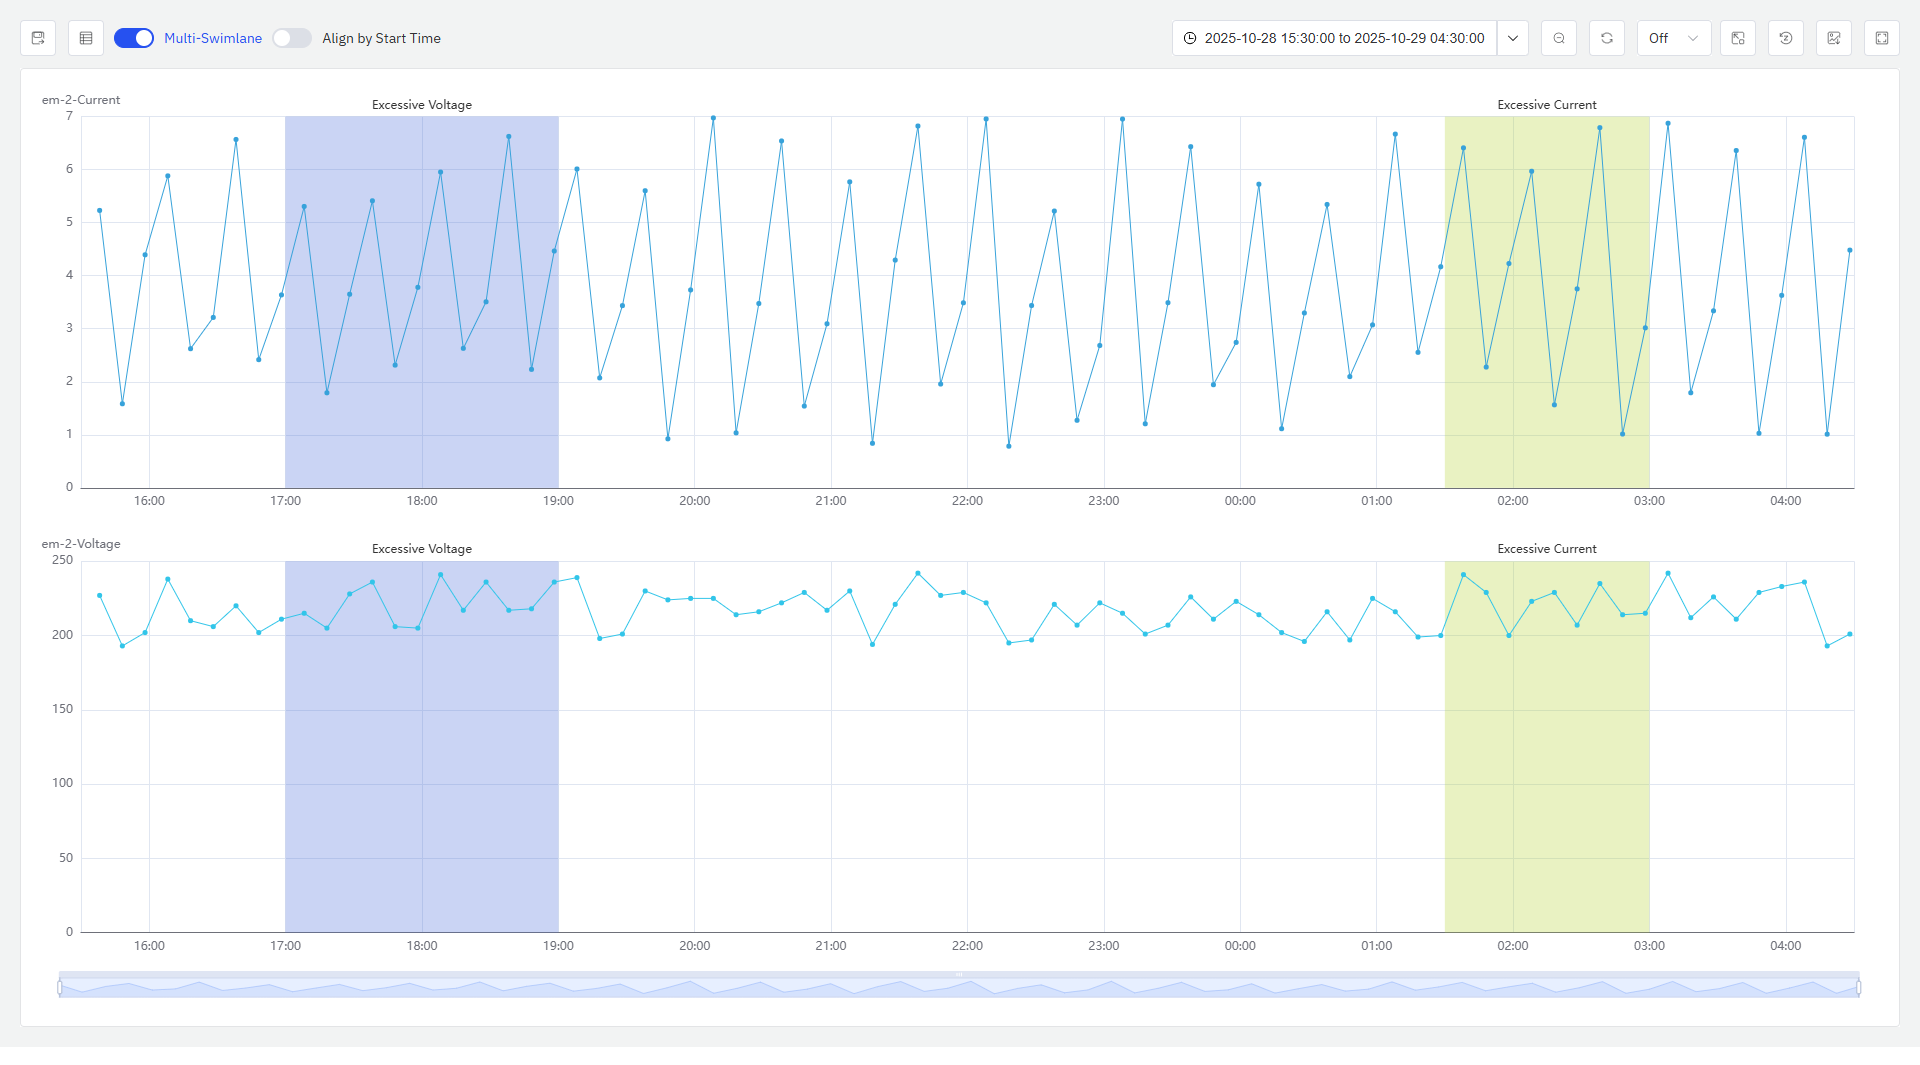 Multi-Swimlane Align by Start Time 2025-10-28 15:30:00 to 2025-10-29 04:30:00 Off
em-2-Current
Excessive Voltage Excessive Current
7
6
5
4
3
2
1
0
16:00 17:00 18:00 19:00 20:00 21:00 22:00 23:00 00:00 01:00 02:00 03:00 04:00
em-2-Voltage
Excessive Voltage Excessive Current
250
200
150
100
50
0
16:00 17:00 18:00 19:00 20:00 21:00 22:00 23:00 00:00 01:00 02:00 03:00 04:00